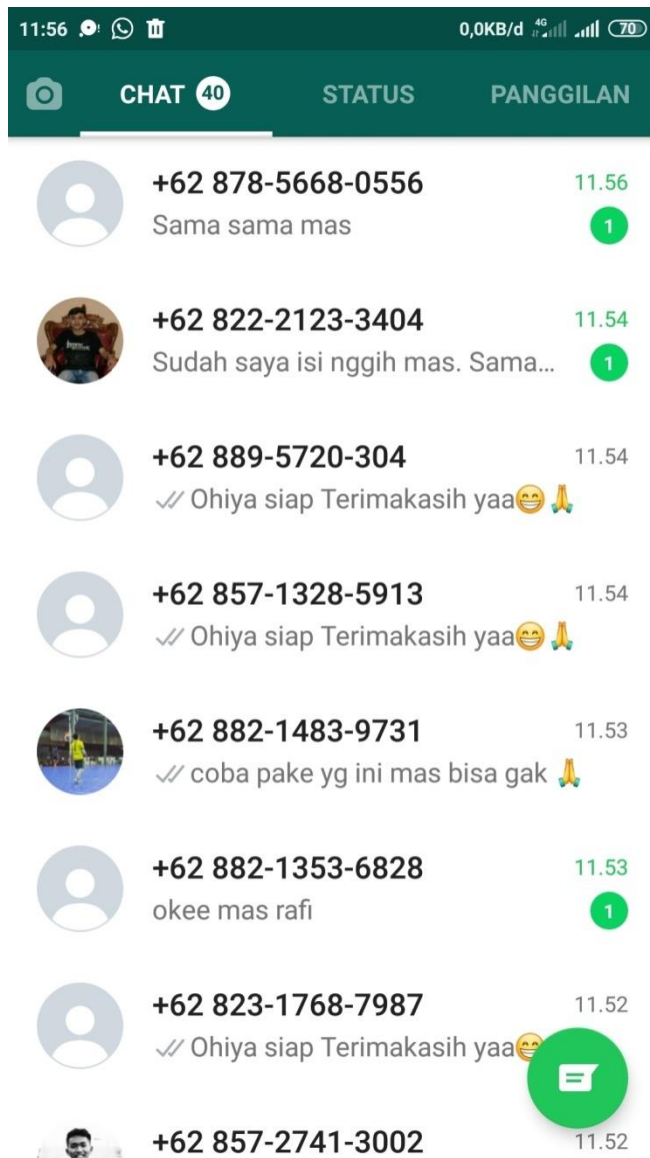 11:56 0,0KB/d 4G 70
CHAT 40 STATUS PANGGILAN
+62 878-5668-0556 11.56
Sama sama mas 1
+62 822-2123-3404 11.54
Sudah saya isi nggih mas. Sama... 1
+62 889-5720-304 11.54
Ohiya siap Terimakasih yaa😁🙏
+62 857-1328-5913 11.54
Ohiya siap Terimakasih yaa😁🙏
+62 882-1483-9731 11.53
coba pake yg ini mas bisa gak 🙏
+62 882-1353-6828 11.53
okee mas rafi 1
+62 823-1768-7987 11.52
Ohiya siap Terimakasih yaa😁
+62 857-2741-3002 11.52